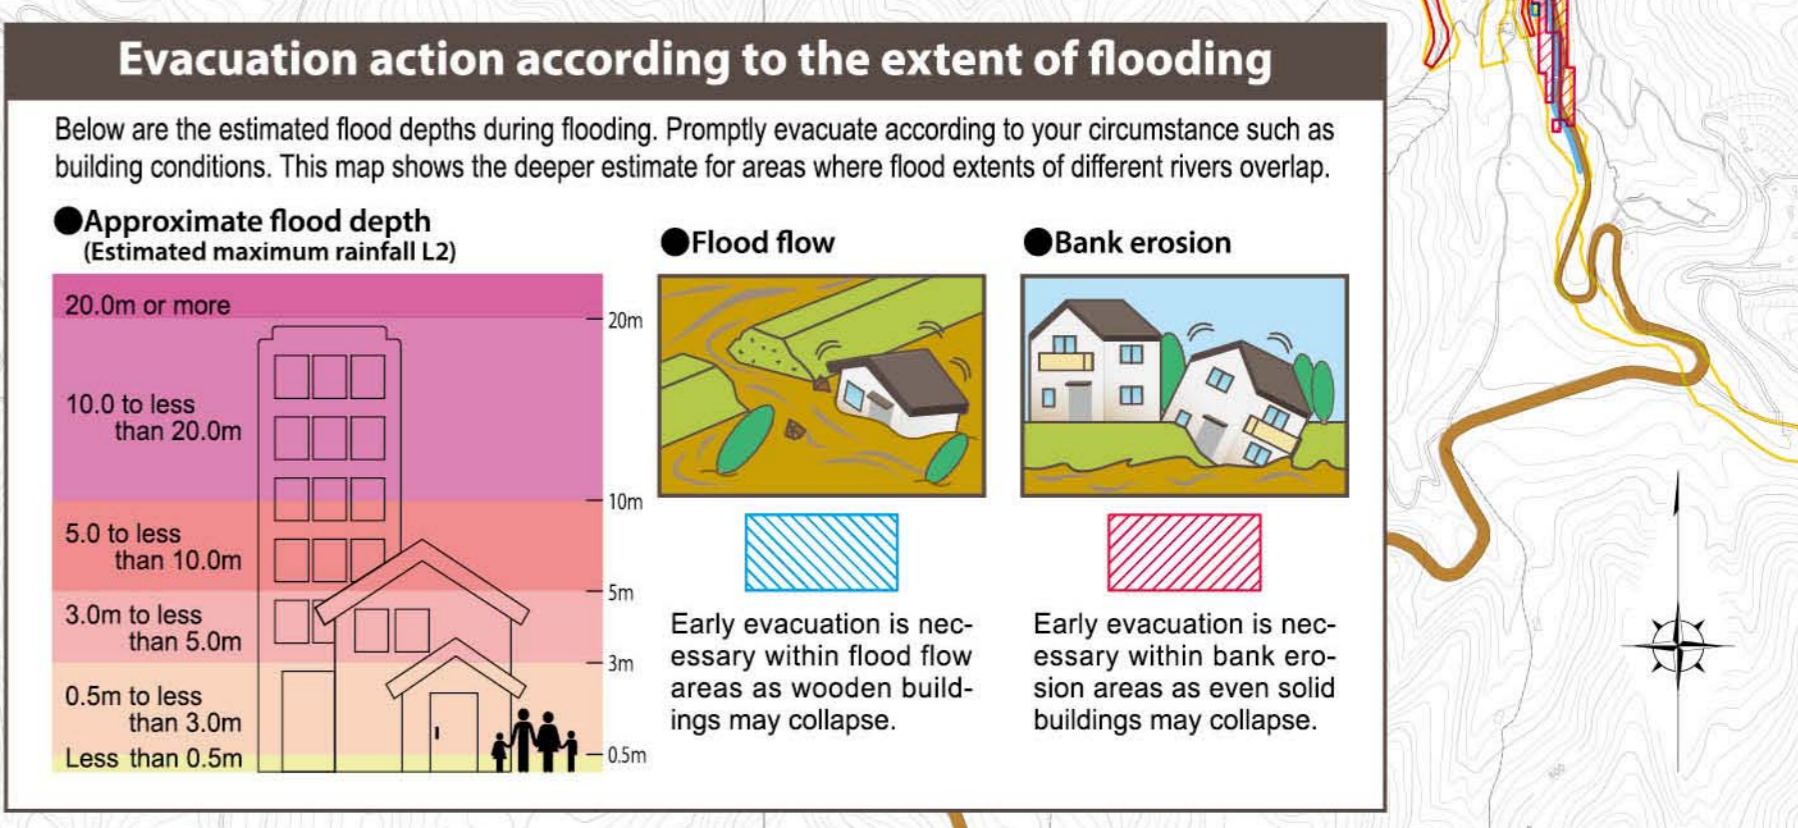 Evacuation action according to the extent of flooding
Below are the estimated flood depths during flooding. Promptly evacuate according to your circumstance such as
building conditions. This map shows the deeper estimate for areas where flood extents of different rivers overlap.
●Approximate flood depth
(Estimated maximum rainfall L2)
20.0m or more
10.0 to less
than 20.0m
5.0 to less
than 10.0m
3.0m to less
than 5.0m
0.5m to less
than 3.0m
Less than 0.5m
20m
10m
5m
3m
0.5m
●Flood flow
Early evacuation is nec-
essary within flood flow
areas as wooden build-
ings may collapse.
●Bank erosion
Early evacuation is nec-
essary within bank ero-
sion areas as even solid
buildings may collapse.